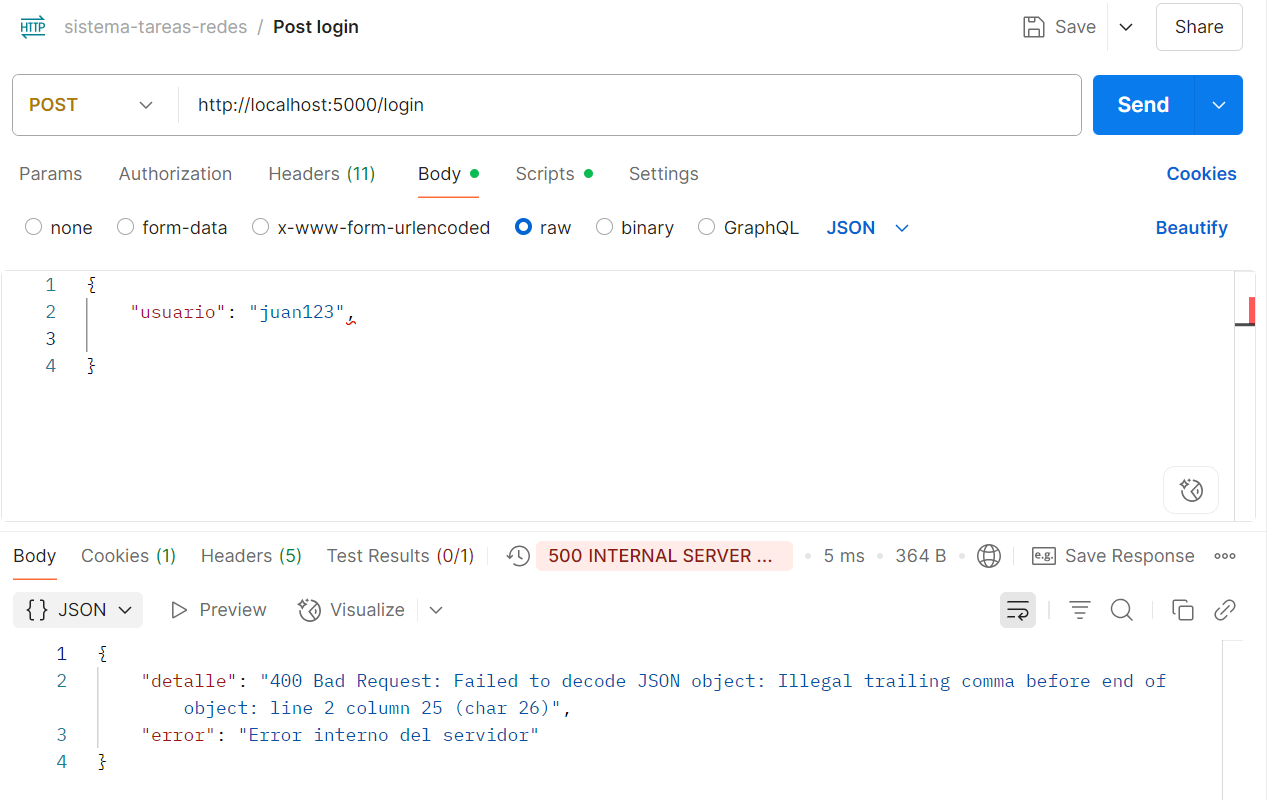 HTTP sistema-tareas-redes / Post login Save Share
POST http://localhost:5000/login Send
Params Authorization Headers (11) Body Scripts Settings Cookies
none form-data x-www-form-urlencoded raw binary GraphQL JSON Beautify
1 {
2 "usuario": "juan123",
3
4 }
Body Cookies (1) Headers (5) Test Results (0/1) 500 INTERNAL SERVER ... 5 ms 364 B e.g. Save Response
{} JSON Preview Visualize
1 {
2 "detalle": "400 Bad Request: Failed to decode JSON object: Illegal trailing comma before end of
object: line 2 column 25 (char 26)",
3 "error": "Error interno del servidor"
4 }